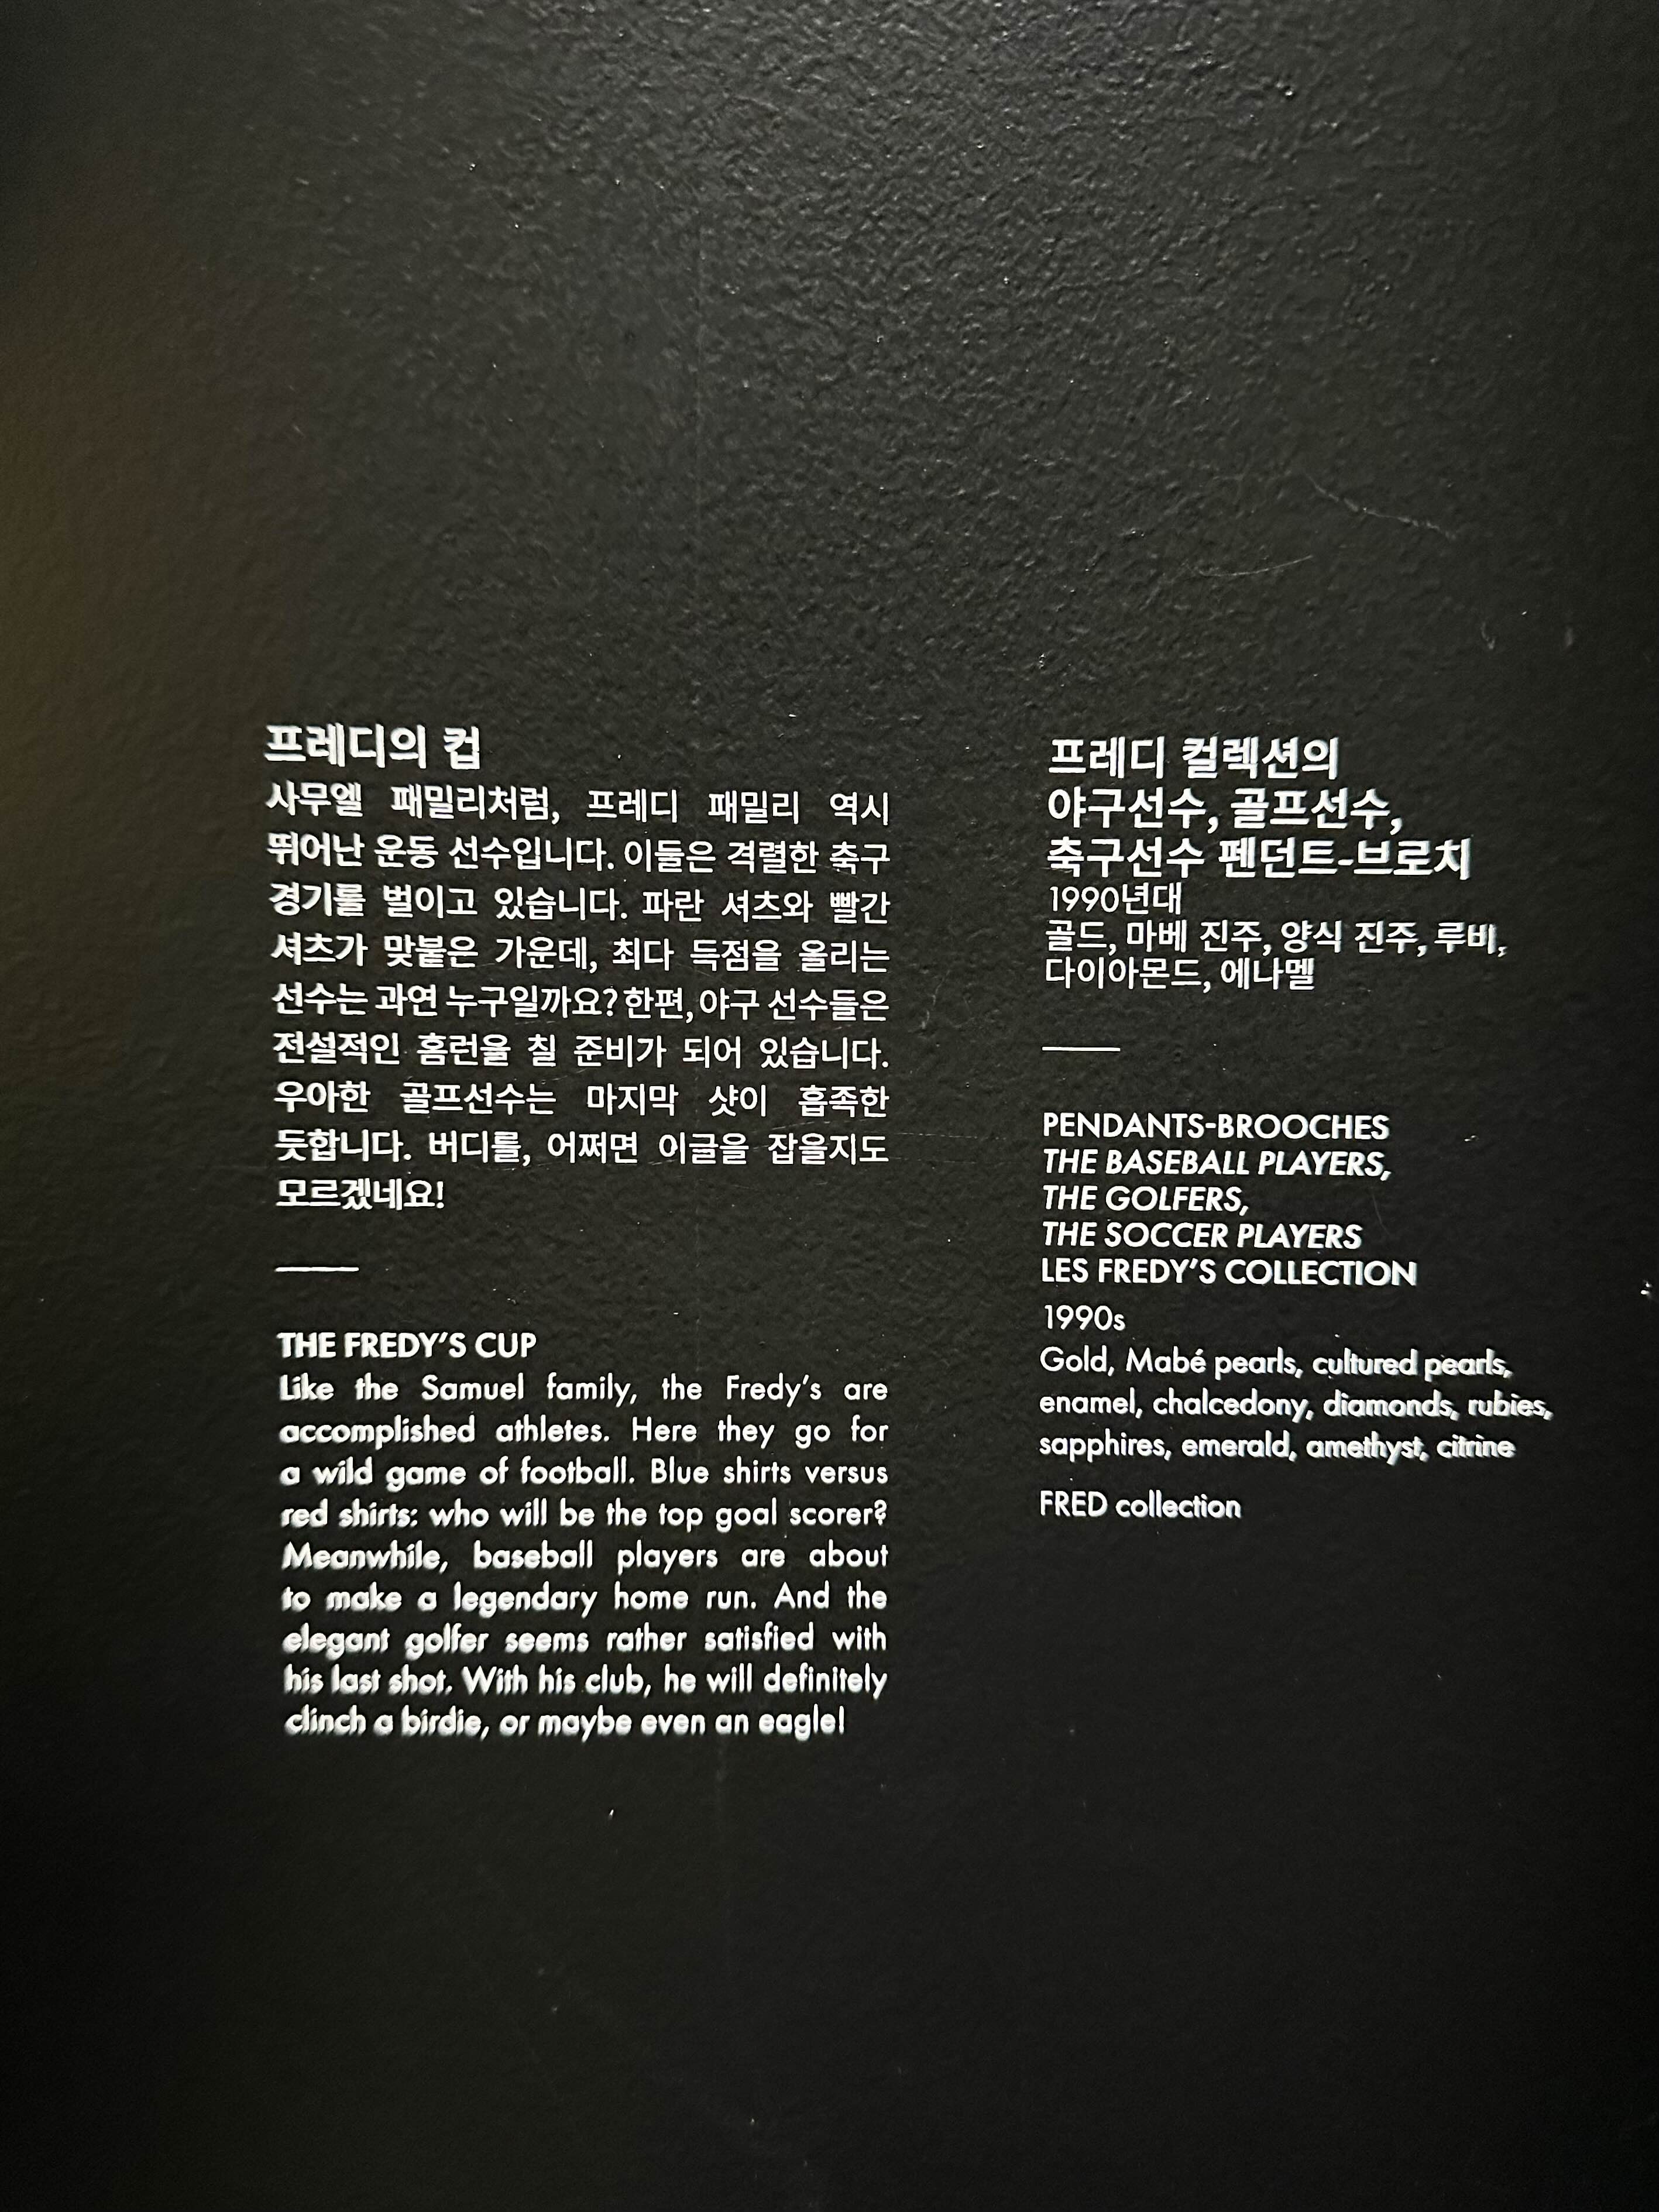 프레디의 컵
사무엘 패밀리처럼, 프레디 패밀리 역시
뛰어난 운동 선수입니다. 이들은 격렬한 축구
경기를 벌이고 있습니다. 파란 셔츠와 빨간
셔츠가 맞붙은 가운데, 최다 득점을 올리는
선수는 과연 누구일까요? 한편, 야구 선수들은
전설적인 홈런을 칠 준비가 되어 있습니다.
우아한 골프선수는 마지막 샷이 흡족한
듯합니다. 버디를, 어쩌면 이글을 잡을지도
모르겠네요!
THE FREDY'S CUP
Like the Samuel family, the Fredy's are
accomplished athletes. Here they go for
a wild game of football. Blue shirts versus
red shirts: who will be the top goal scorer?
Meanwhile, baseball players are about
to make a legendary home run. And the
elegant golfer seems rather satisfied with
his last shot. With his club, he will definitely
clinch a birdie, or maybe even an eagle!
프레디 컬렉션의
야구선수, 골프선수,
축구선수 펜던트-브로치
1990년대
골드, 마베 진주, 양식 진주, 루비,
다이아몬드, 에나멜
PENDANTS-BROOCHES
THE BASEBALL PLAYERS,
THE GOLFERS,
THE SOCCER PLAYERS
LES FREDY'S COLLECTION
1990s
Gold, Mabé pearls, cultured pearls,
enamel, chalcedony, diamonds, rubies,
sapphires, emerald, amethyst, citrine
FRED collection